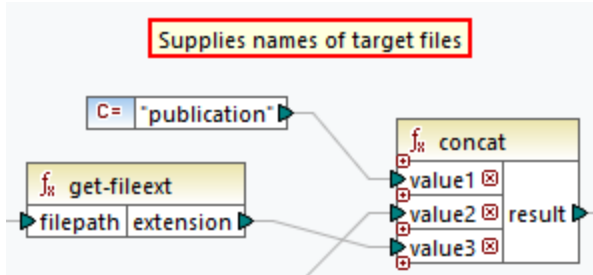 Supplies names of target files
C= "publication"
fx concat
fx get-fileext
value1
filepath extension
value2 result
value3